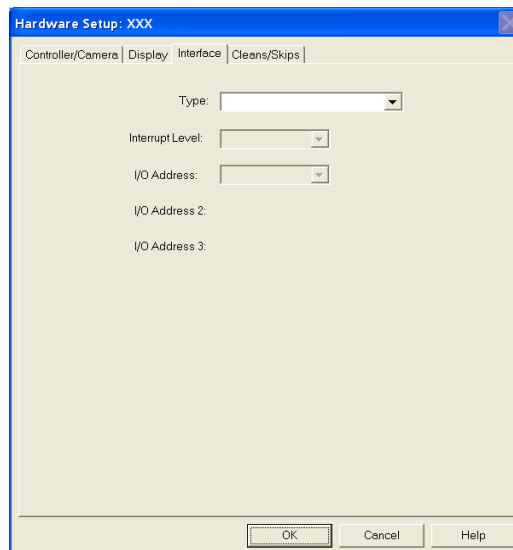 Hardware Setup: XXX
Controller/Camera Display Interface Cleans/Skips
Type:
Interrupt Level:
I/O Address:
I/O Address 2:
I/O Address 3:
OK Cancel Help